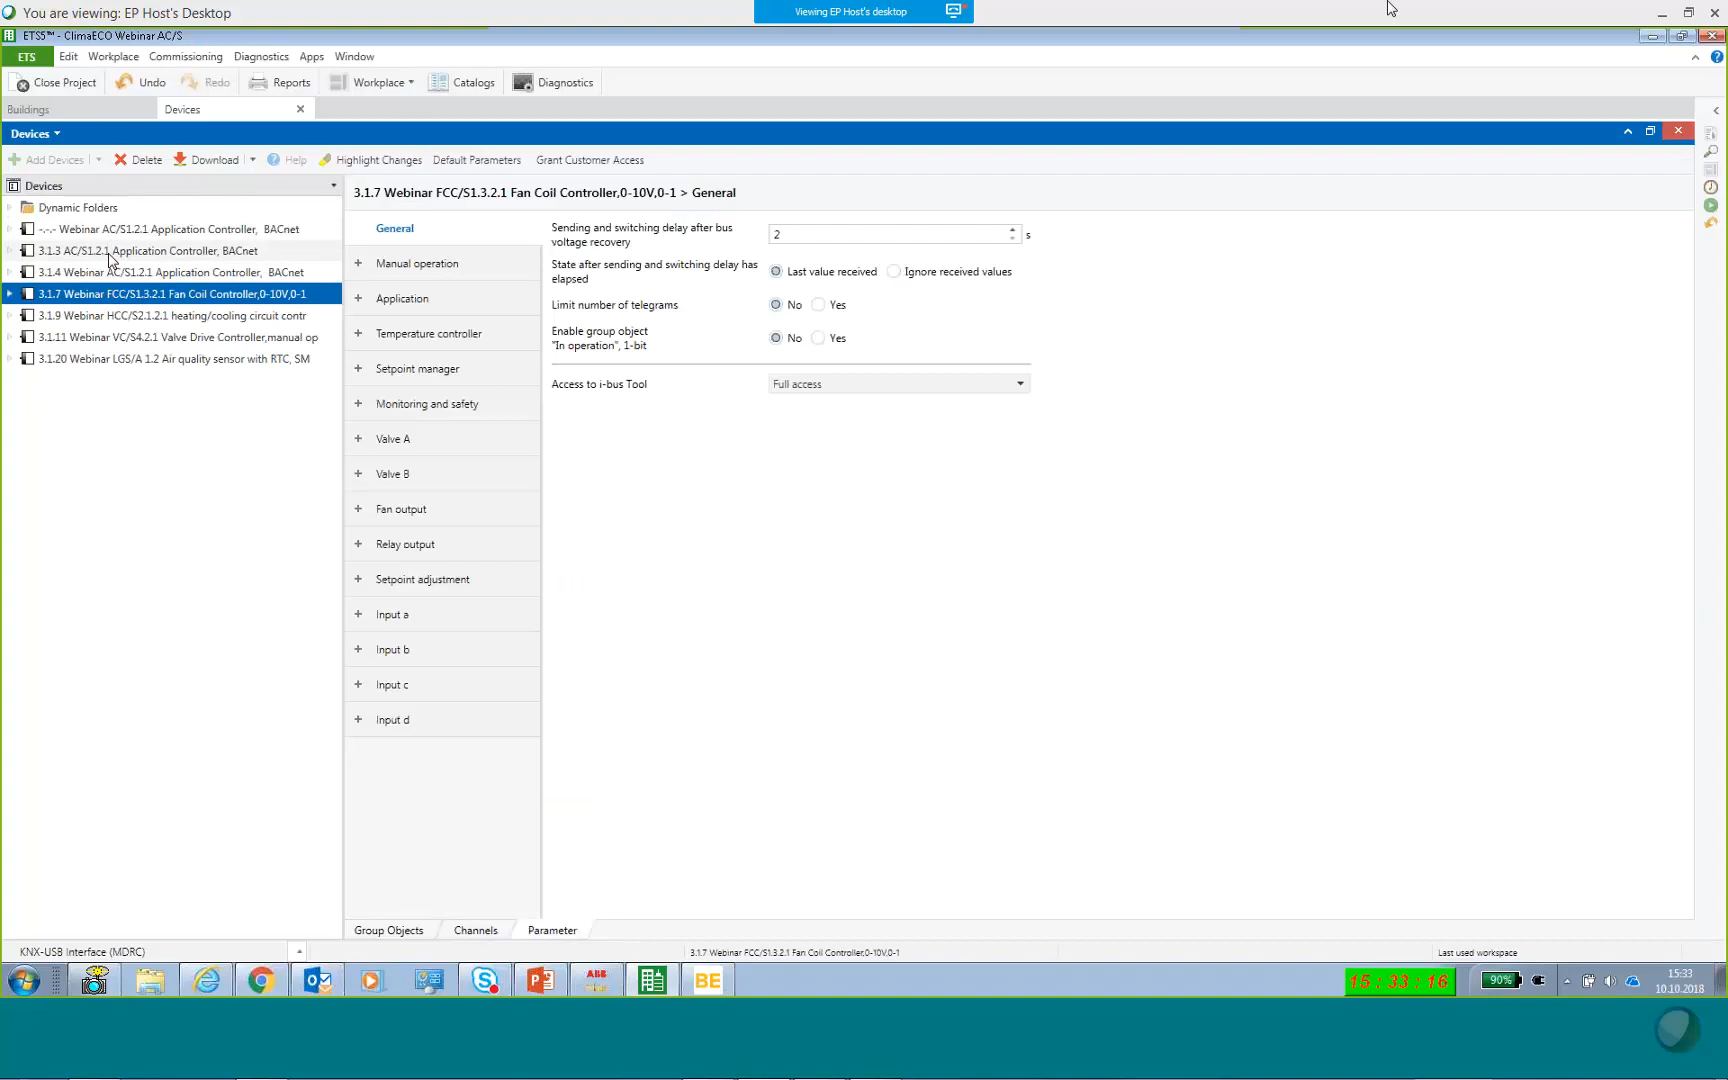 You are viewing: EP Host's Desktop
Viewing EP Host's desktop
ETS5™ - ClimaECO Webinar AC/S
ETS Edit Workplace Commissioning Diagnostics Apps Window
Close Project Undo Redo Reports Workplace Catalogs Diagnostics
Buildings Devices
Devices
Add Devices Delete Download Help Highlight Changes Default Parameters Grant Customer Access
Devices
Dynamic Folders
-.-.- Webinar AC/S1.2.1 Application Controller, BACnet
3.1.3 AC/S1.2.1 Application Controller, BACnet
3.1.4 Webinar AC/S1.2.1 Application Controller, BACnet
3.1.7 Webinar FCC/S1.3.2.1 Fan Coil Controller,0-10V,0-1
3.1.9 Webinar HCC/S2.1.2.1 heating/cooling circuit contr
3.1.11 Webinar VC/S4.2.1 Valve Drive Controller,manual op
3.1.20 Webinar LGS/A 1.2 Air quality sensor with RTC, SM
3.1.7 Webinar FCC/S1.3.2.1 Fan Coil Controller,0-10V,0-1 > General
General
Manual operation
Application
Temperature controller
Setpoint manager
Monitoring and safety
Valve A
Valve B
Fan output
Relay output
Setpoint adjustment
Input a
Input b
Input c
Input d
Sending and switching delay after bus
voltage recovery
2 s
State after sending and switching delay has
elapsed
Last value received Ignore received values
Limit number of telegrams No Yes
Enable group object
"In operation", 1-bit
No Yes
Access to i-bus Tool Full access
Group Objects Channels Parameter
KNX-USB Interface (MDRC) 3.1.7 Webinar FCC/S1.3.2.1 Fan Coil Controller,0-10V,0-1 Last used workspace
ABB
BE
15:33:16
90%
15:33
10.10.2018